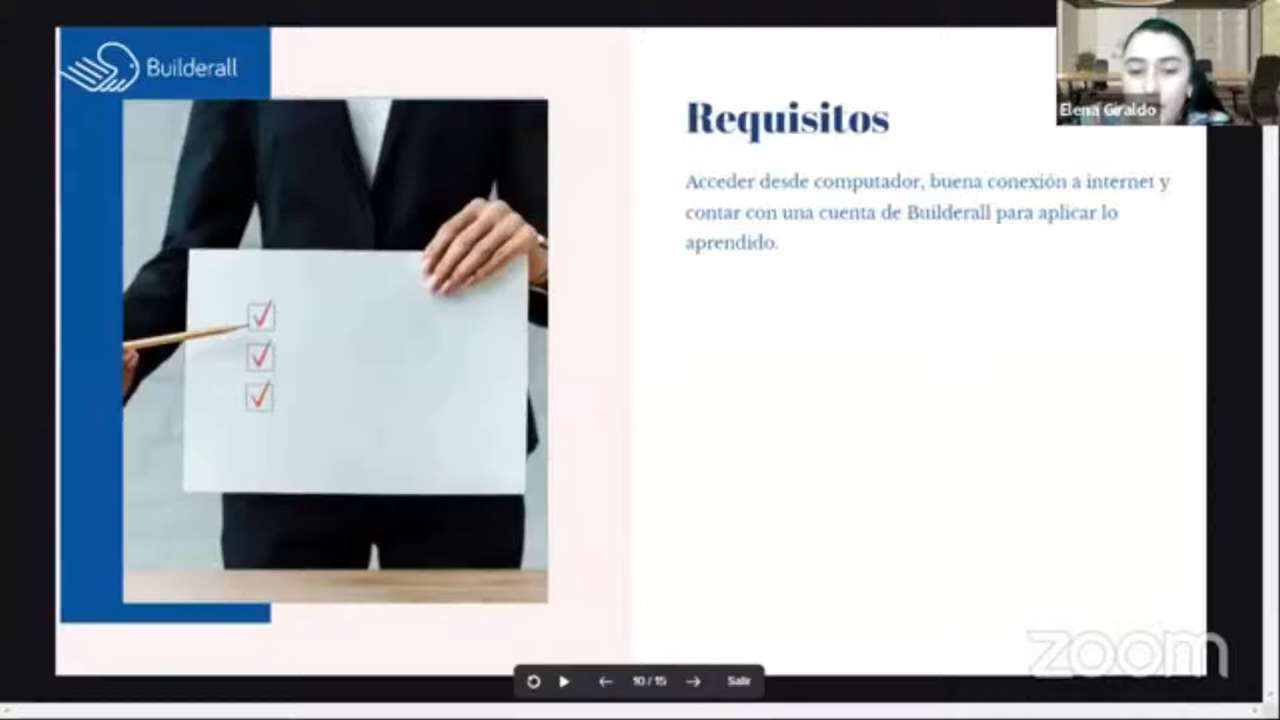 Builderall
Requisitos
Acceder desde computador, buena conexión a internet y
contar con una cuenta de Builderall para aplicar lo
aprendido.
Elena Giraldo
10 / 15
Salir
zoom